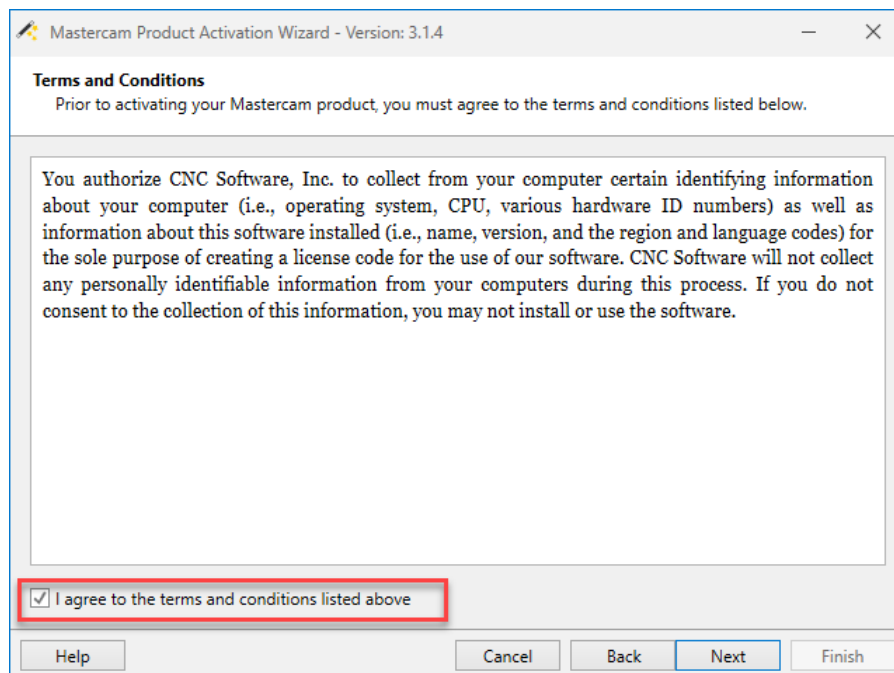 Mastercam Product Activation Wizard - Version: 3.1.4
Terms and Conditions
Prior to activating your Mastercam product, you must agree to the terms and conditions listed below.
You authorize CNC Software, Inc. to collect from your computer certain identifying information
about your computer (i.e., operating system, CPU, various hardware ID numbers) as well as
information about this software installed (i.e., name, version, and the region and language codes) for
the sole purpose of creating a license code for the use of our software. CNC Software will not collect
any personally identifiable information from your computers during this process. If you do not
consent to the collection of this information, you may not install or use the software.
I agree to the terms and conditions listed above
Help Cancel Back Next Finish